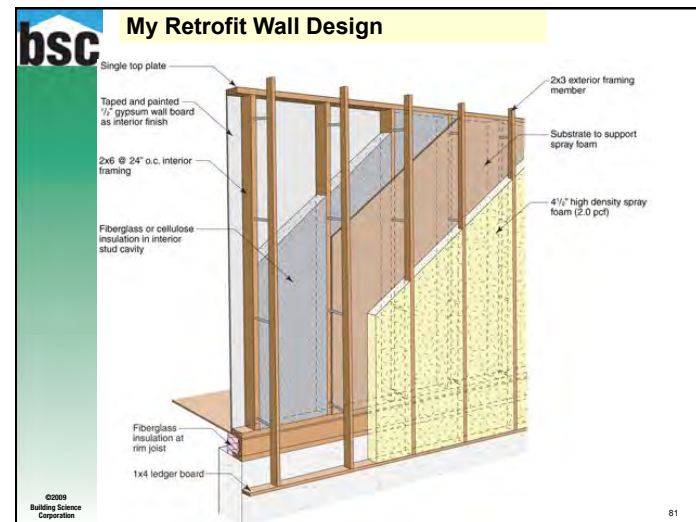 bsc
My Retrofit Wall Design
Single top plate
Taped and painted
1/2" gypsum wall board
as interior finish
2x6 @ 24" o.c. interior
framing
Fiberglass or cellulose
insulation in interior
stud cavity
Fiberglass
insulation at
rim joist
1x4 ledger board
2x3 exterior framing
member
Substrate to support
spray foam
4 1/2" high density spray
foam (2.0 pcf)
©2009
Building Science
Corporation
81